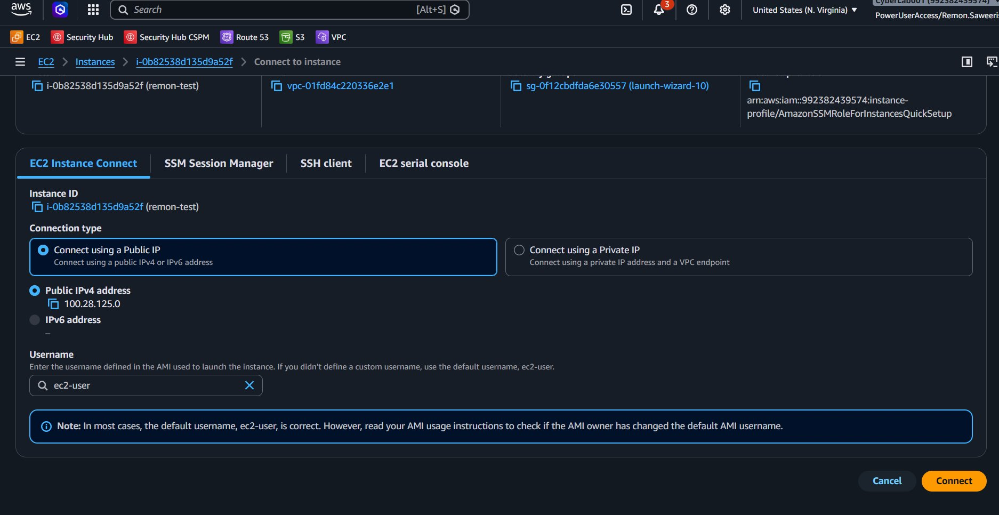 aws
Search [Alt+S]
3
United States (N. Virginia)
CyberLab001 (992382439574)
PowerUserAccess/Remon.Saweeri
EC2 Security Hub Security Hub CSPM Route 53 S3 VPC
EC2 Instances i-0b82538d135d9a52f Connect to instance
i-0b82538d135d9a52f (remon-test)
vpc-01fd84c220336e2e1
sg-0f12cbdfda6e30557 (launch-wizard-10)
arn:aws:iam::992382439574:instance-
profile/AmazonSSMRoleForInstancesQuickSetup
EC2 Instance Connect SSM Session Manager SSH client EC2 serial console
Instance ID
i-0b82538d135d9a52f (remon-test)
Connection type
Connect using a Public IP
Connect using a public IPv4 or IPv6 address
Connect using a Private IP
Connect using a private IP address and a VPC endpoint
Public IPv4 address
100.28.125.0
IPv6 address
–
Username
Enter the username defined in the AMI used to launch the instance. If you didn't define a custom username, use the default username, ec2-user.
ec2-user
Note: In most cases, the default username, ec2-user, is correct. However, read your AMI usage instructions to check if the AMI owner has changed the default AMI username.
Cancel Connect